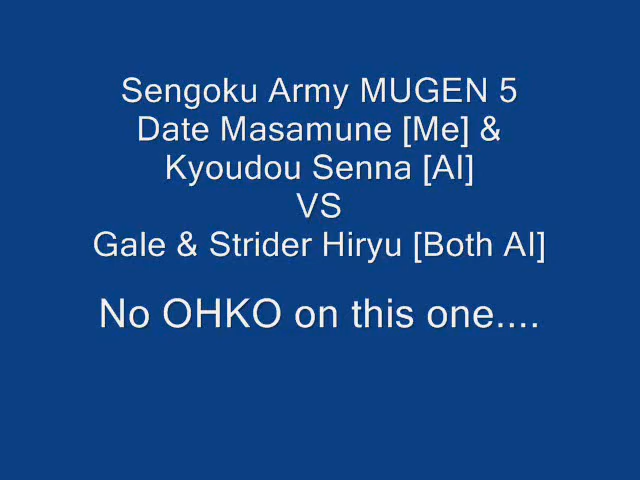 Sengoku Army MUGEN 5
Date Masamune [Me] &
Kyoudou Senna [AI]
VS
Gale & Strider Hiryu [Both AI]
No OHKO on this one....